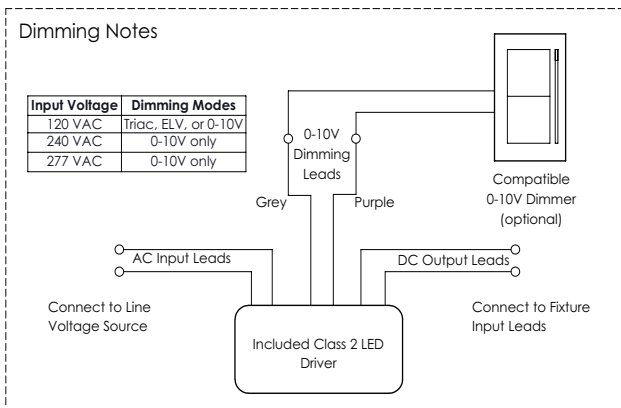 Dimming Notes
Input Voltage Dimming Modes
120 VAC Triac, ELV, or 0-10V
240 VAC 0-10V only
277 VAC 0-10V only
0-10V
Dimming
Leads
Grey
Purple
Compatible
0-10V Dimmer
(optional)
AC Input Leads
DC Output Leads
Connect to Line
Voltage Source
Connect to Fixture
Input Leads
Included Class 2 LED
Driver